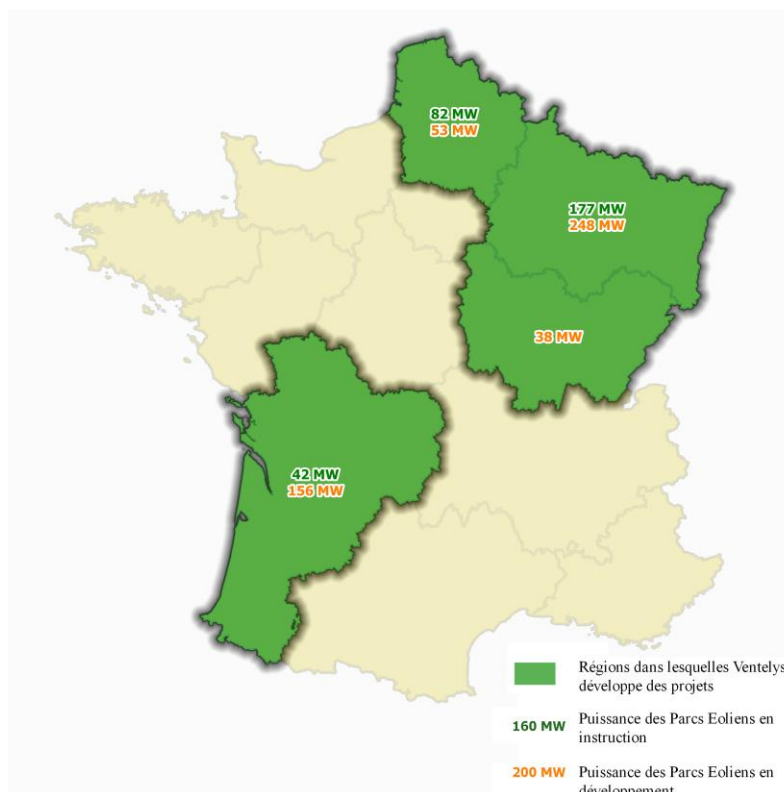 82 MW
53 MW
177 MW
248 MW
38 MW
42 MW
156 MW
Régions dans lesquelles Ventelys
développe des projets
160 MW Puissance des Parcs Eoliens en
instruction
200 MW Puissance des Parcs Eoliens en
développement